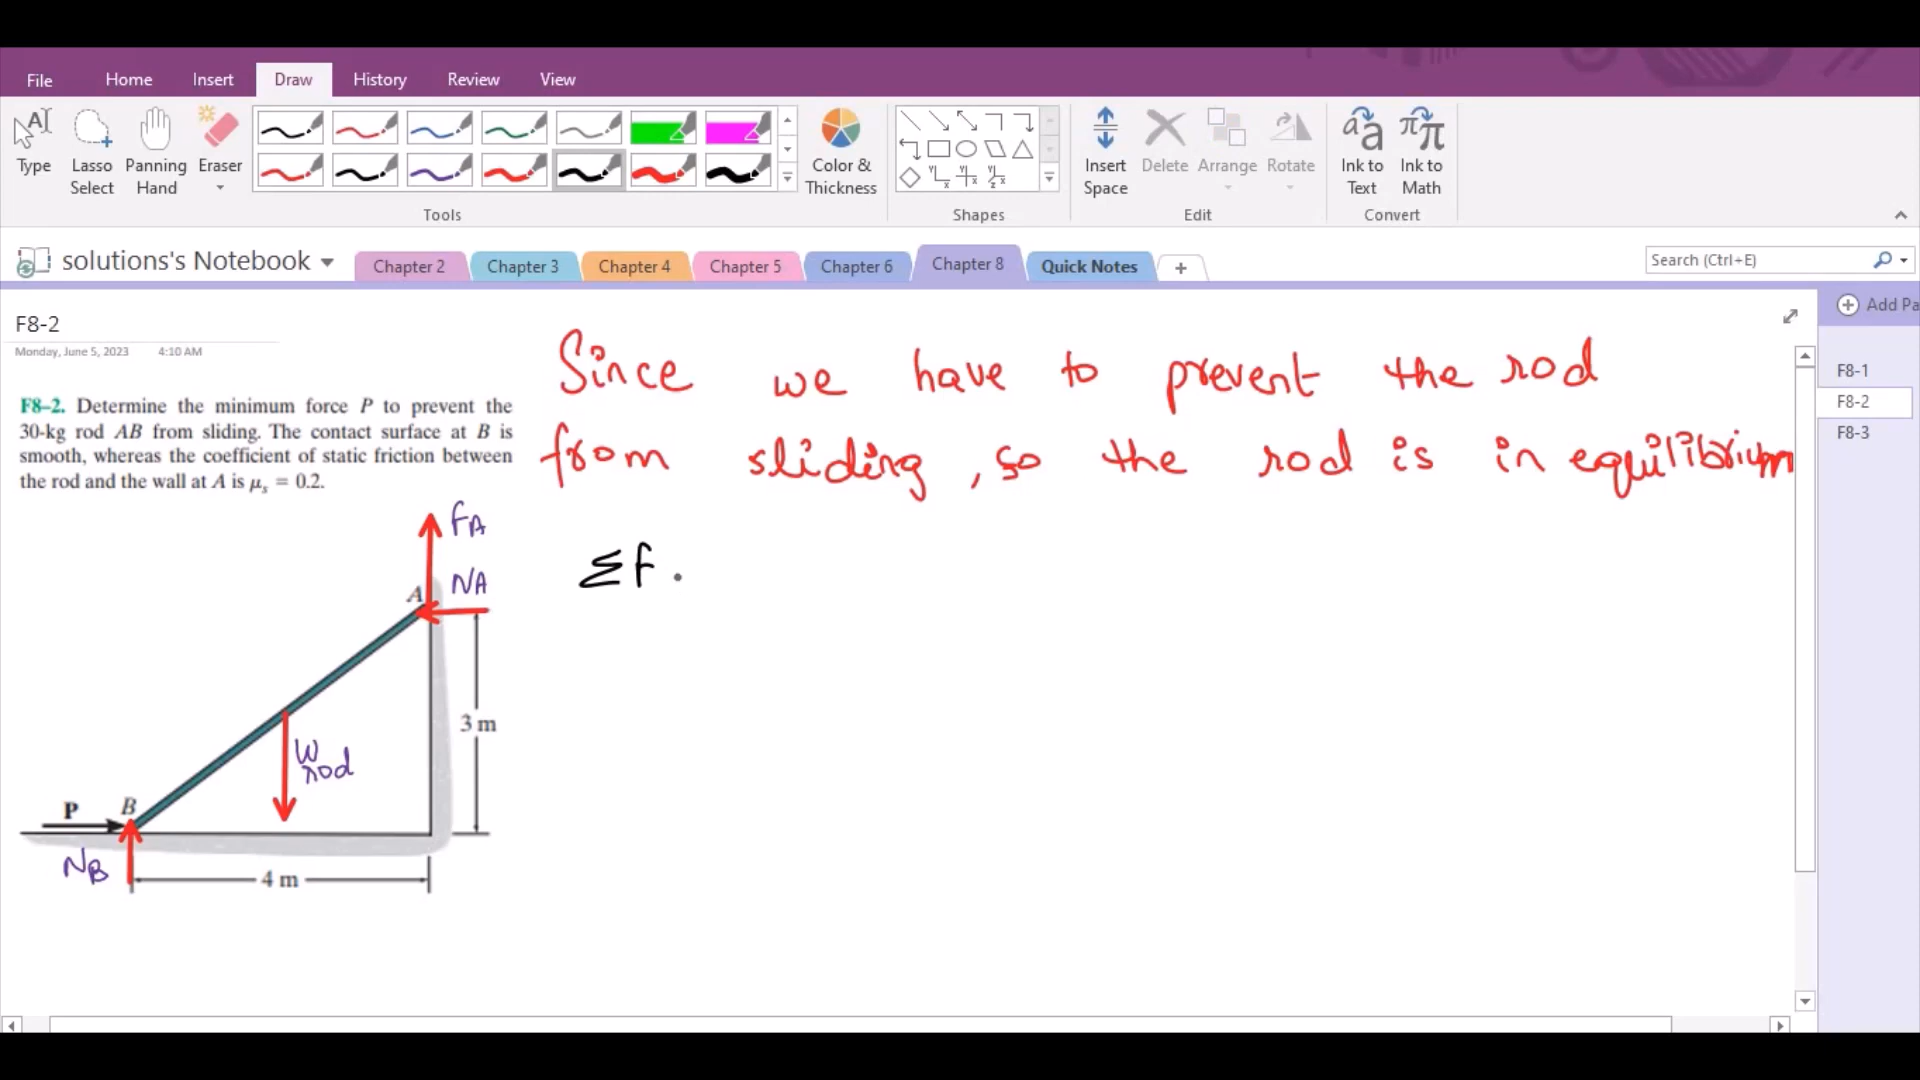 File Home Insert Draw History Review View
Type
Lasso Select
Panning Hand
Eraser
Color & Thickness
Insert Space
Delete
Arrange
Rotate
Ink to Text
Ink to Math
Tools
Shapes
Edit
Convert
solutions's Notebook
Chapter 2 Chapter 3 Chapter 4 Chapter 5 Chapter 6 Chapter 8 Quick Notes +
Search (Ctrl+E)
Add Pa
F8-1
F8-2
F8-3
F8-2
Monday, June 5, 2023 4:10 AM
F8–2. Determine the minimum force P to prevent the
30-kg rod AB from sliding. The contact surface at B is
smooth, whereas the coefficient of static friction between
the rod and the wall at A is μs = 0.2.
Since we have to prevent the rod
from sliding, so the rod is in equilibrium
ΣF
FA
NA
A
3 m
W rod
P
B
NB
4 m